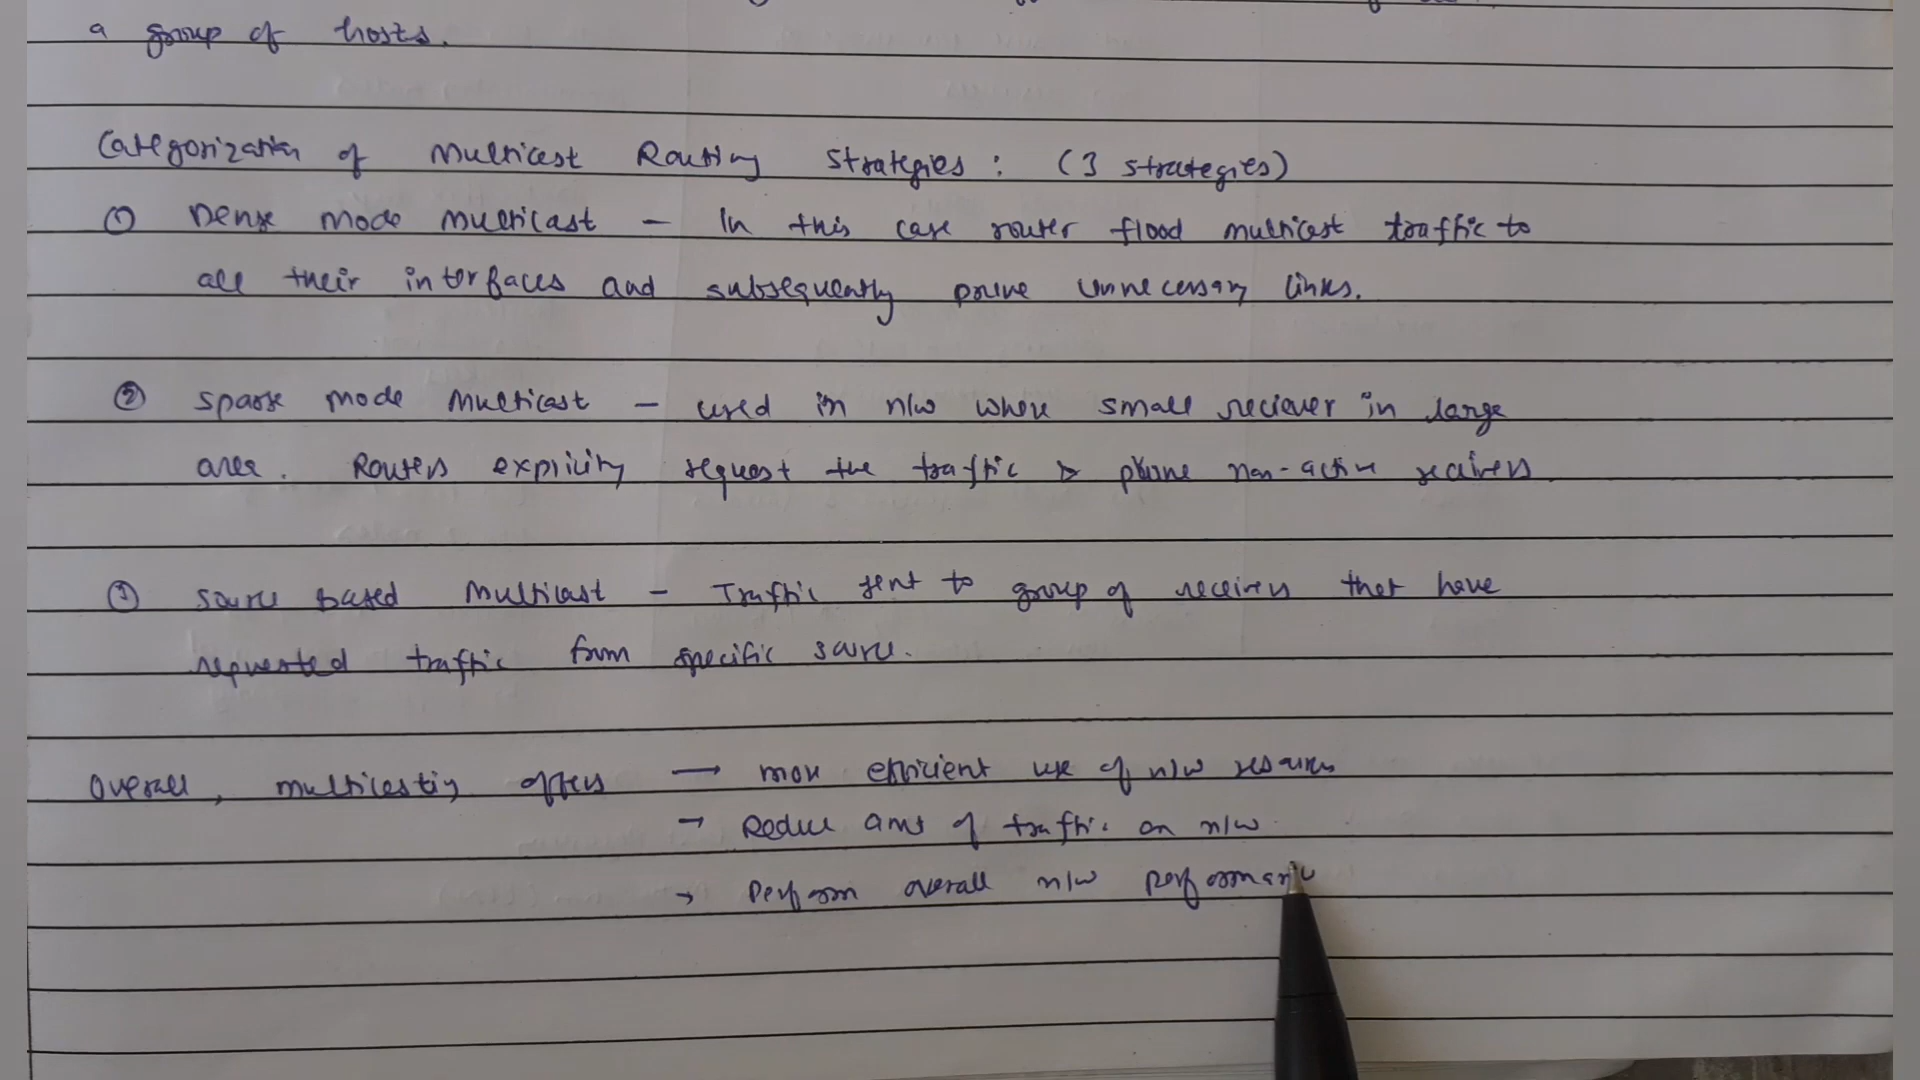 a group of hosts.
Categorization of Multicast Routing Strategies : (3 strategies)
① Dense mode multicast - In this case router flood multicast traffic to
all their interfaces and subsequently prune unnecessary links.
② sparse mode multicast - used in n/w where small reciever in large
area. Routers expricity request the traffic & prune non-active recivers.
③ source based multicast - Traffic sent to group of receivers that have
requested traffic from specific source.
Overall, multicasting offers → more efficient use of n/w resources
→ Reduce amt of traffic on n/w.
→ Perform overall n/w performance